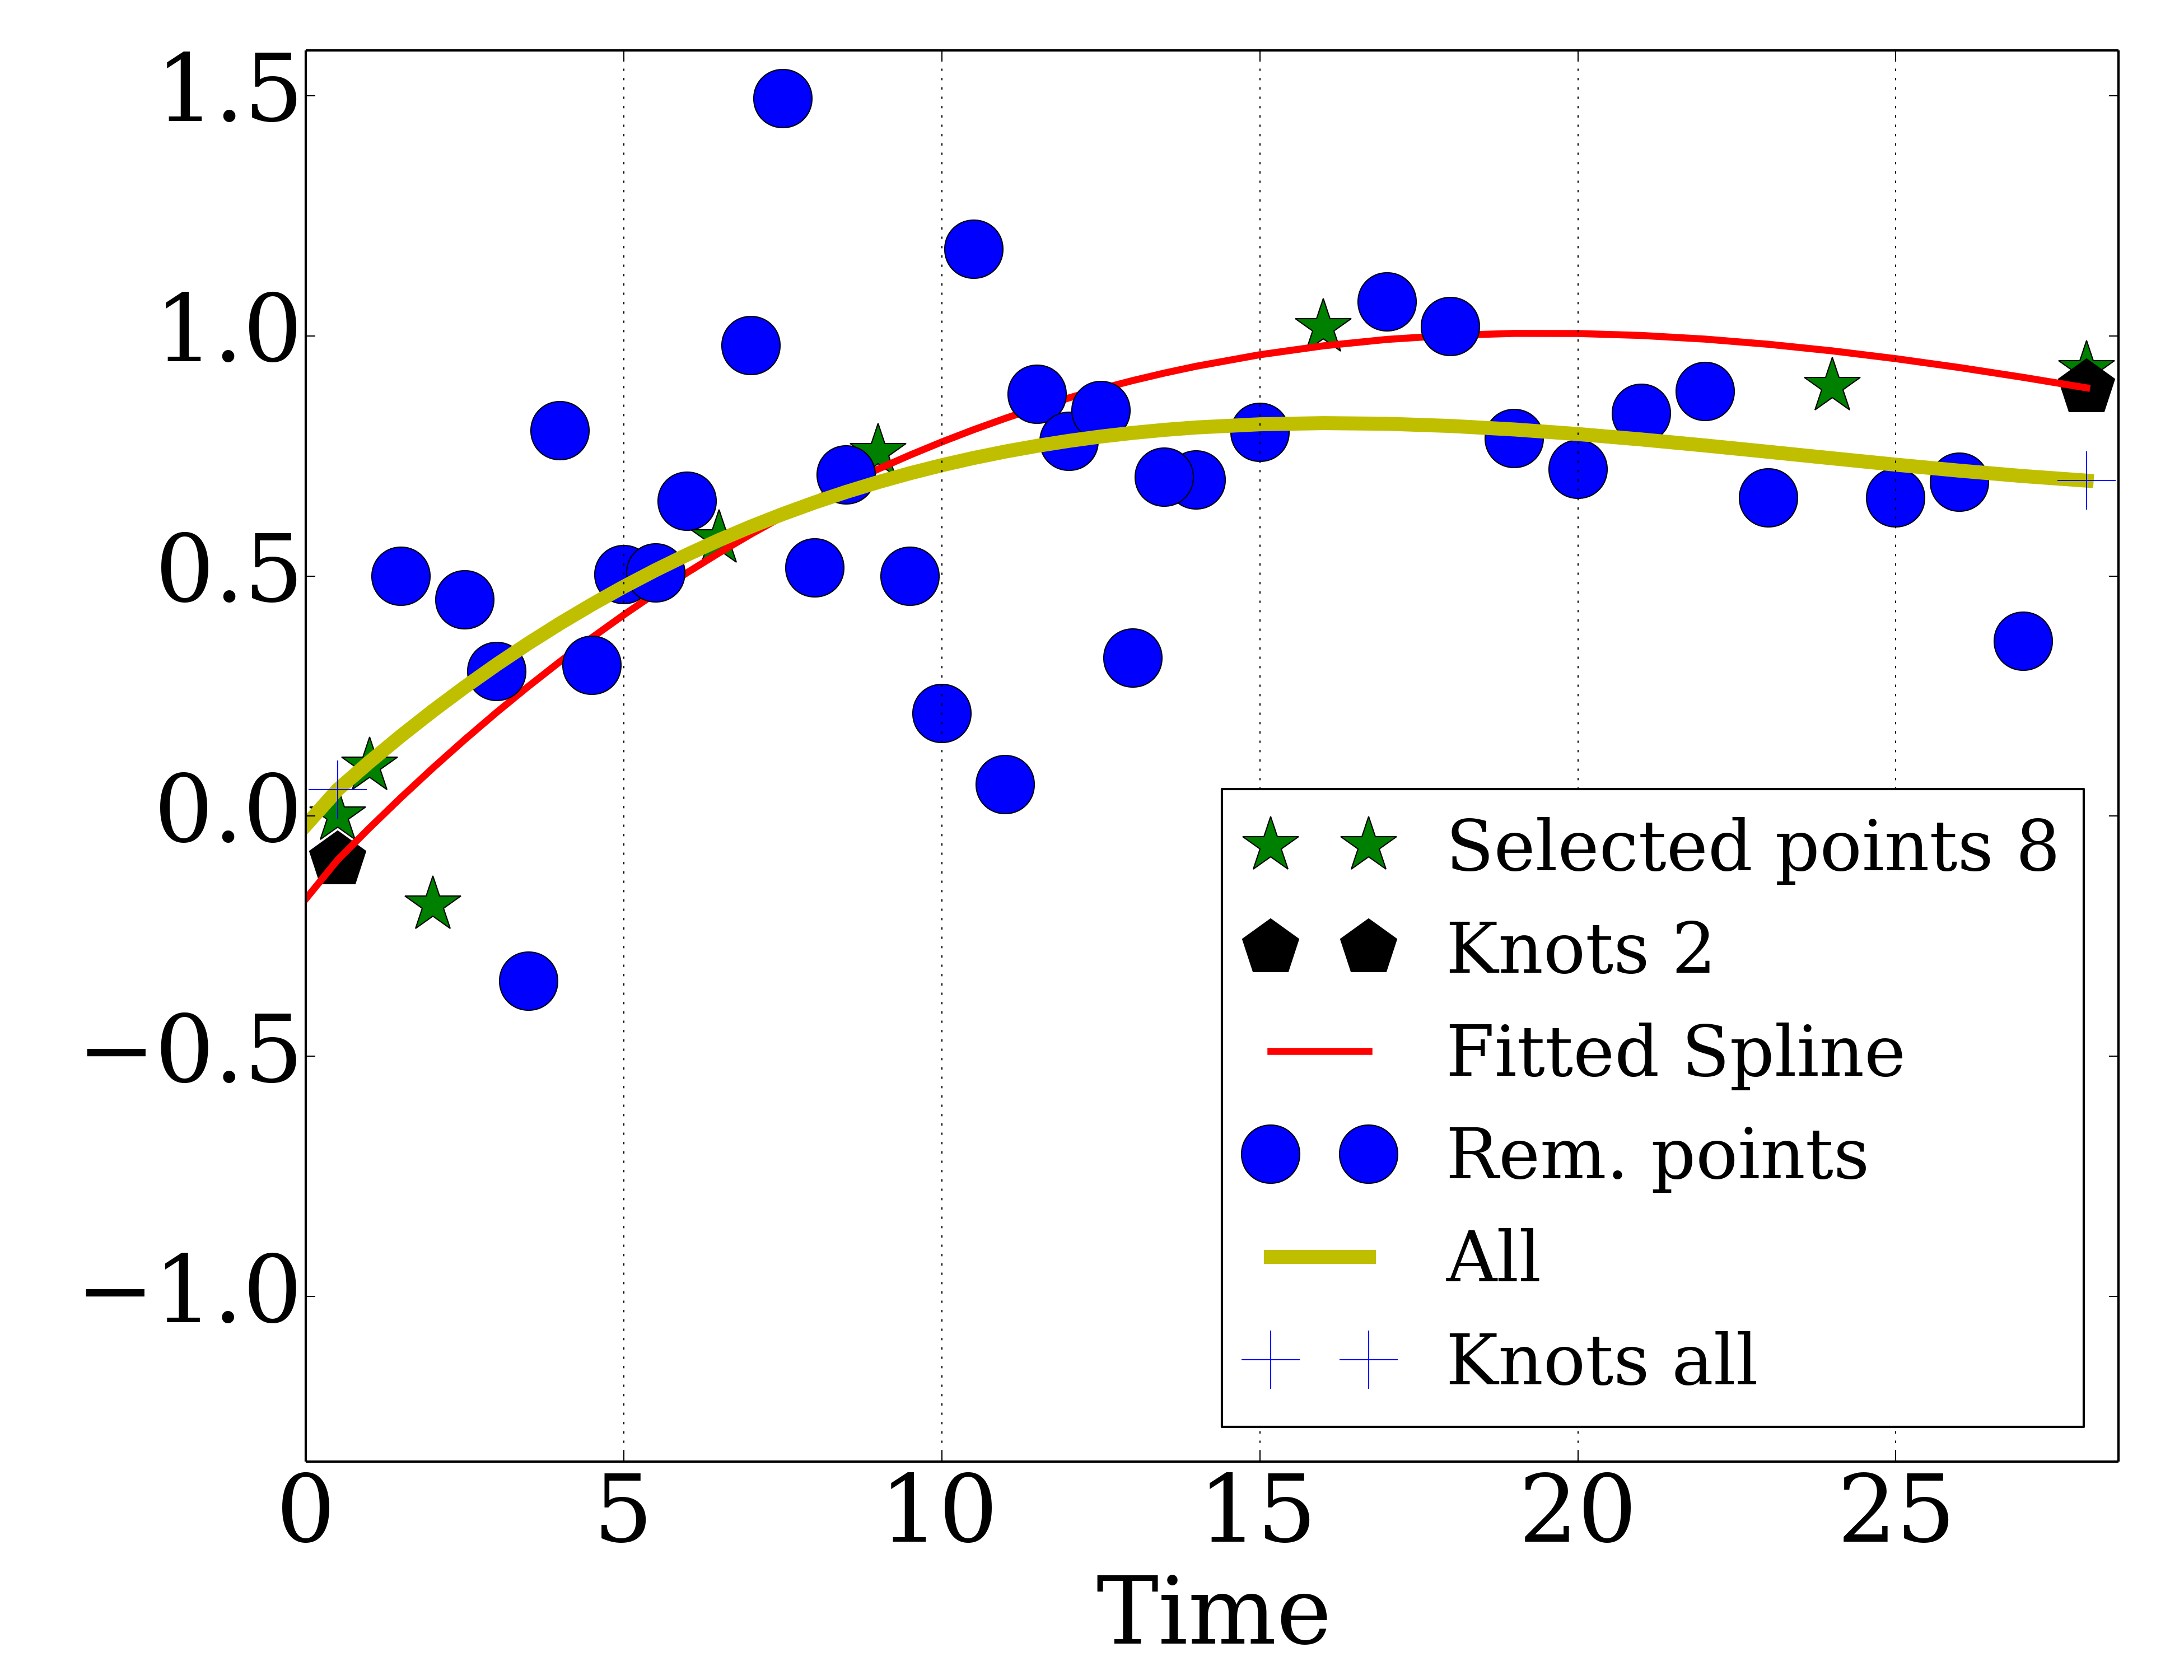 1.5
1.0
0.5
0.0
−0.5
−1.0
Selected points 8
Knots 2
Fitted Spline
Rem. points
All
Knots all
0 5 10 15 20 25
Time